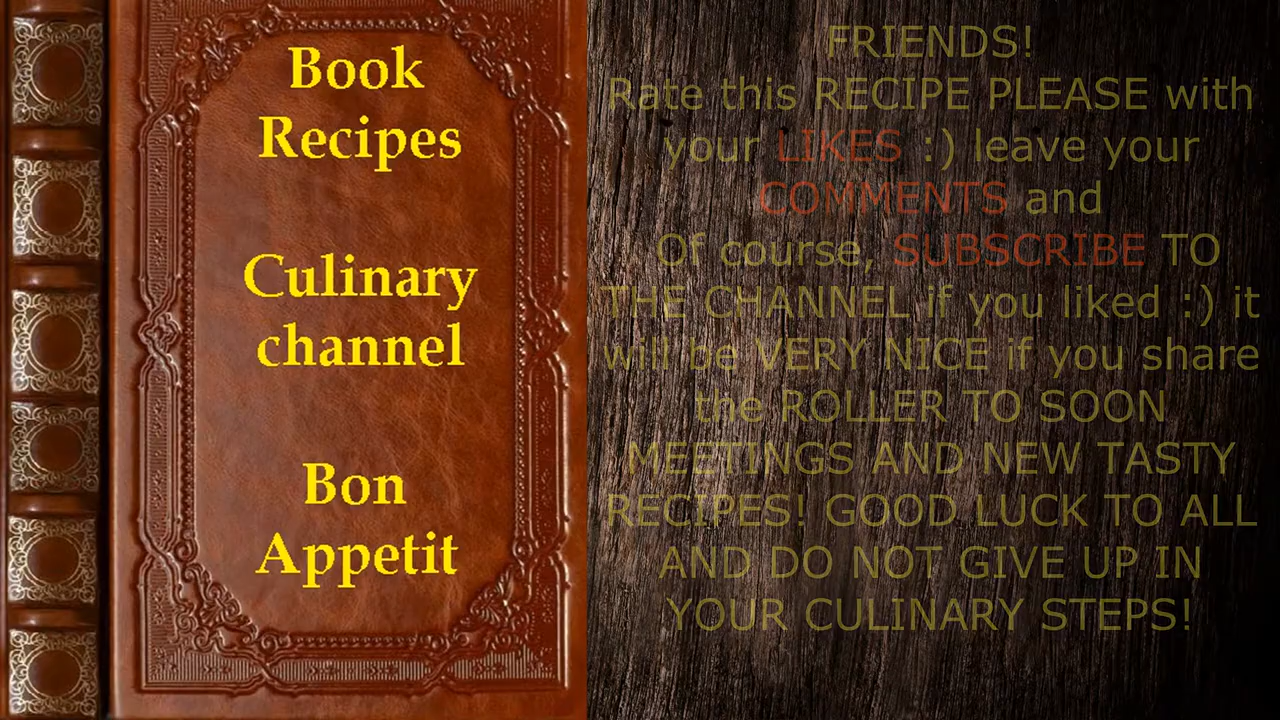 Book
Recipes
Culinary
channel
Bon
Appetit
FRIENDS!
Rate this RECIPE PLEASE with
your LIKES :) leave your
COMMENTS and
Of course, SUBSCRIBE TO
THE CHANNEL if you liked :) it
will be VERY NICE if you share
the ROLLER TO SOON
MEETINGS AND NEW TASTY
RECIPES! GOOD LUCK TO ALL
AND DO NOT GIVE UP IN
YOUR CULINARY STEPS!